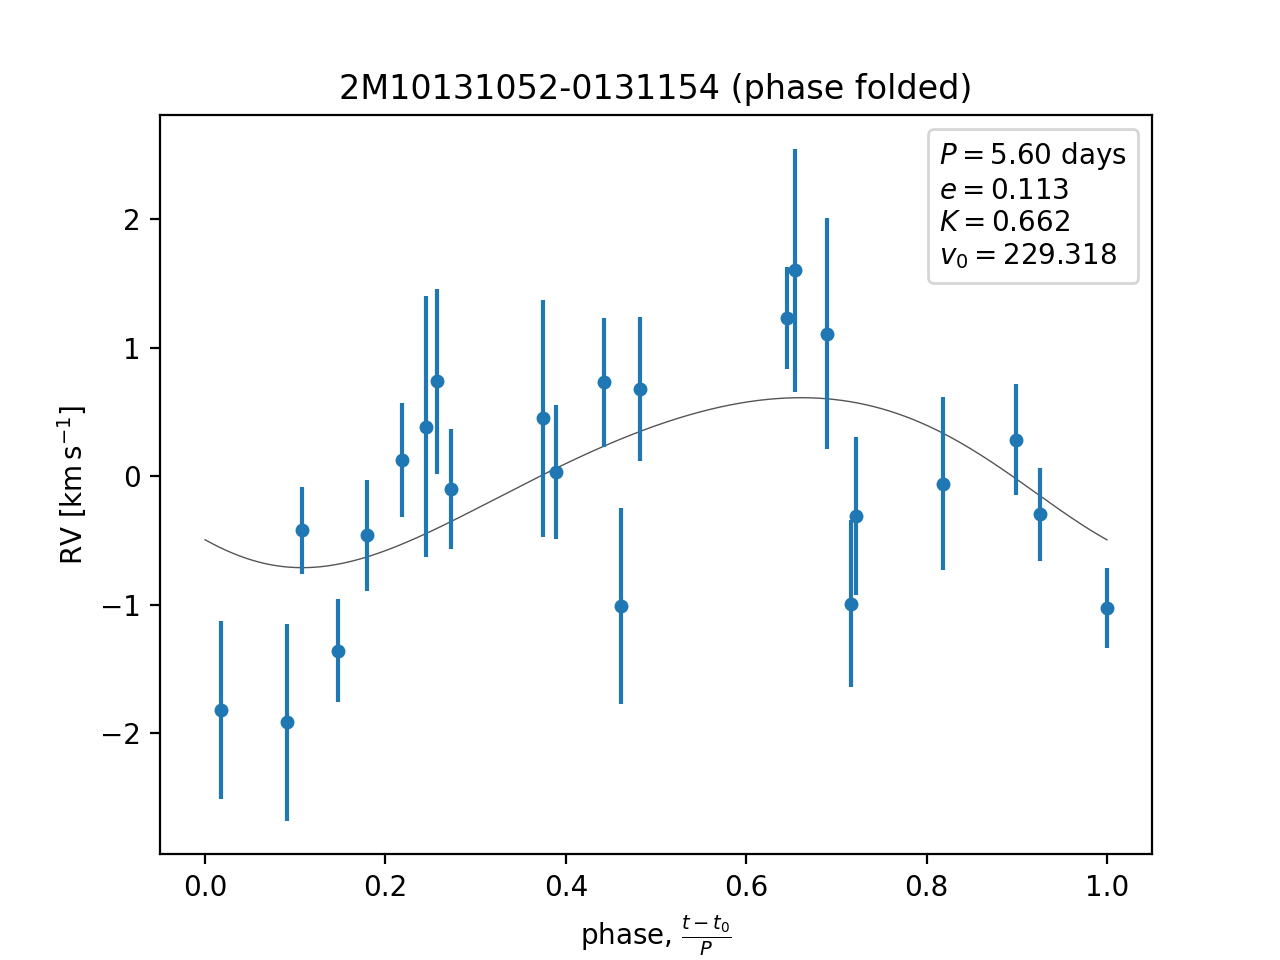 2M10131052-0131154 (phase folded)
P = 5.60 days
e = 0.113
K = 0.662
v₀ = 229.318
RV [km s⁻¹]
2
1
0
−1
−2
0.0 0.2 0.4 0.6 0.8 1.0
phase, (t − t₀)/P